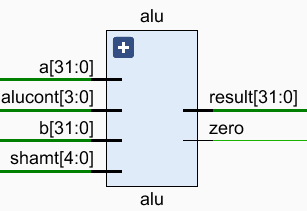 alu
a[31:0]
alucont[3:0]
b[31:0]
shamt[4:0]
result[31:0]
zero
alu